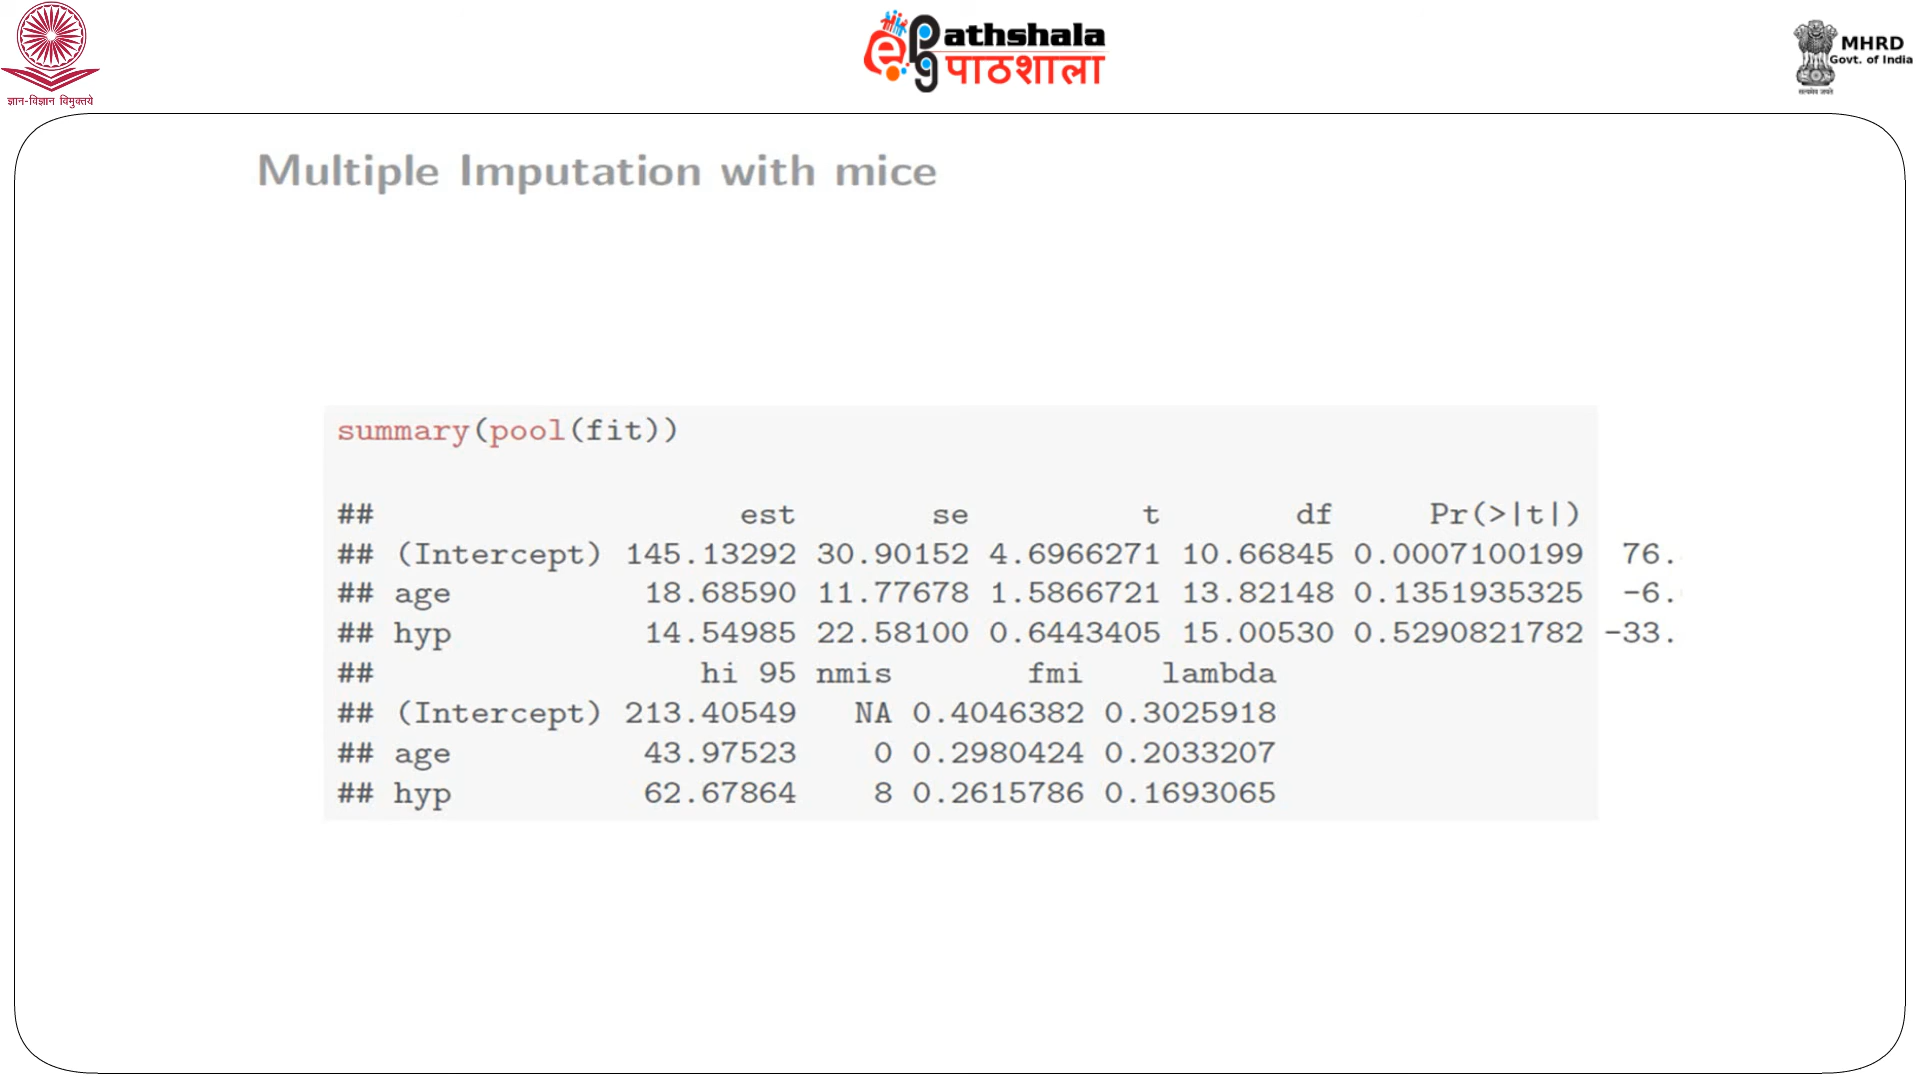 ज्ञान-विज्ञान विमुक्तये
ePG athshala
पाठशाला
MHRD
Govt. of India
सत्यमेव जयते
Multiple Imputation with mice
summary(pool(fit))
## est se t df Pr(>|t|)
## (Intercept) 145.13292 30.90152 4.6966271 10.66845 0.0007100199 76.
## age 18.68590 11.77678 1.5866721 13.82148 0.1351935325 -6.
## hyp 14.54985 22.58100 0.6443405 15.00530 0.5290821782 -33.
## hi 95 nmis fmi lambda
## (Intercept) 213.40549 NA 0.4046382 0.3025918
## age 43.97523 0 0.2980424 0.2033207
## hyp 62.67864 8 0.2615786 0.1693065